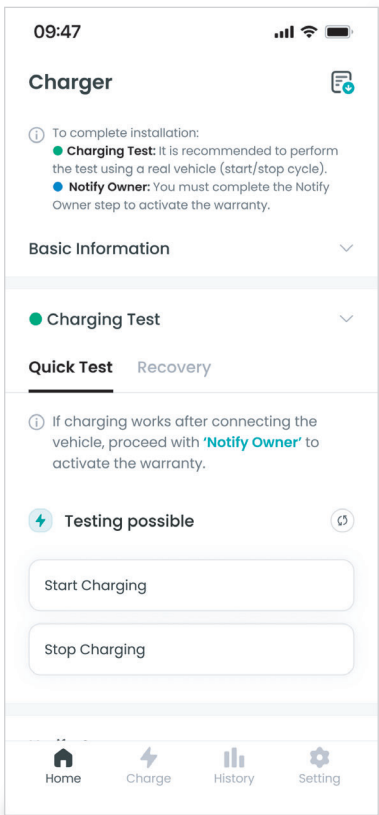 09:47
Charger
To complete installation:
Charging Test: It is recommended to perform
the test using a real vehicle (start/stop cycle).
Notify Owner: You must complete the Notify
Owner step to activate the warranty.
Basic Information
Charging Test
Quick Test Recovery
If charging works after connecting the
vehicle, proceed with ‘Notify Owner’ to
activate the warranty.
Testing possible
Start Charging
Stop Charging
Home Charge History Setting